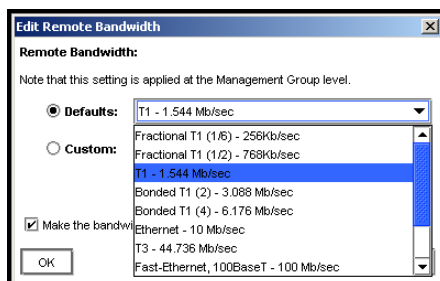 Edit Remote Bandwidth
Remote Bandwidth:
Note that this setting is applied at the Management Group level.
Defaults:
T1 - 1.544 Mb/sec
Fractional T1 (1/6) - 256Kb/sec
Custom:
Fractional T1 (1/2) - 768Kb/sec
T1 - 1.544 Mb/sec
Bonded T1 (2) - 3.088 Mb/sec
Bonded T1 (4) - 6.176 Mb/sec
Make the bandwi
Ethernet - 10 Mb/sec
T3 - 44.736 Mb/sec
OK
Fast-Ethernet, 100BaseT - 100 Mb/sec